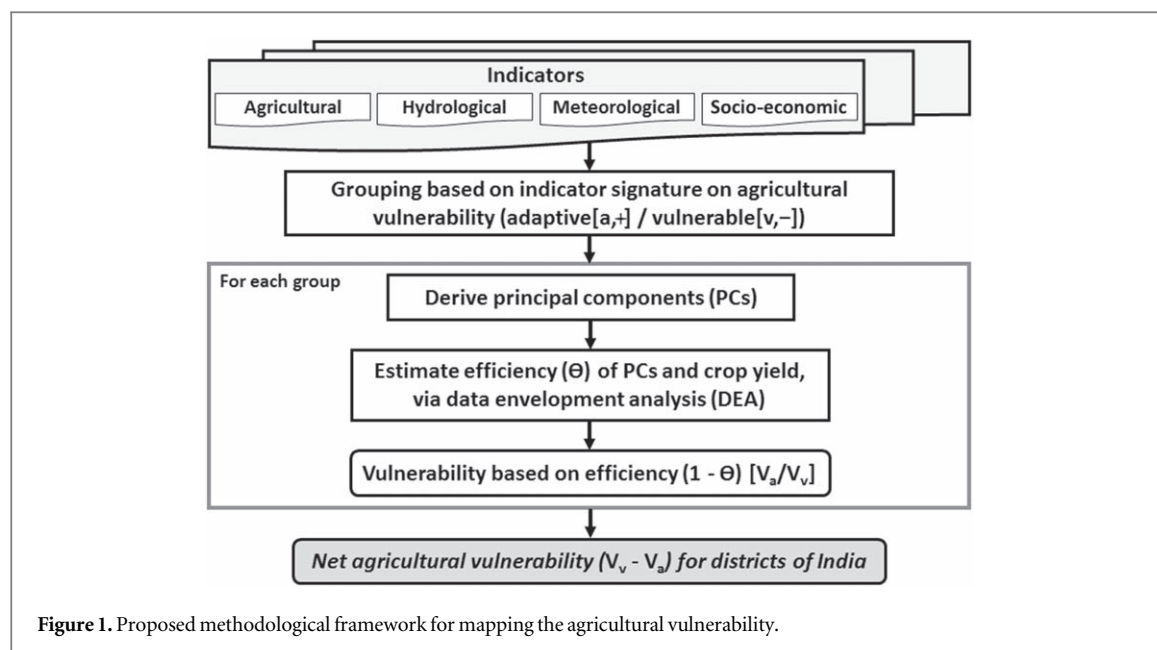 Indicators
Agricultural
Hydrological
Meteorological
Socio-economic
Grouping based on indicator signature on agricultural
vulnerability (adaptive[a,+] / vulnerable[v,−])
For each group
Derive principal components (PCs)
Estimate efficiency (Ө) of PCs and crop yield,
via data envelopment analysis (DEA)
Vulnerability based on efficiency (1 - Ө) [Vₐ/Vᵥ]
Net agricultural vulnerability (Vᵥ - Vₐ) for districts of India
Figure 1. Proposed methodological framework for mapping the agricultural vulnerability.